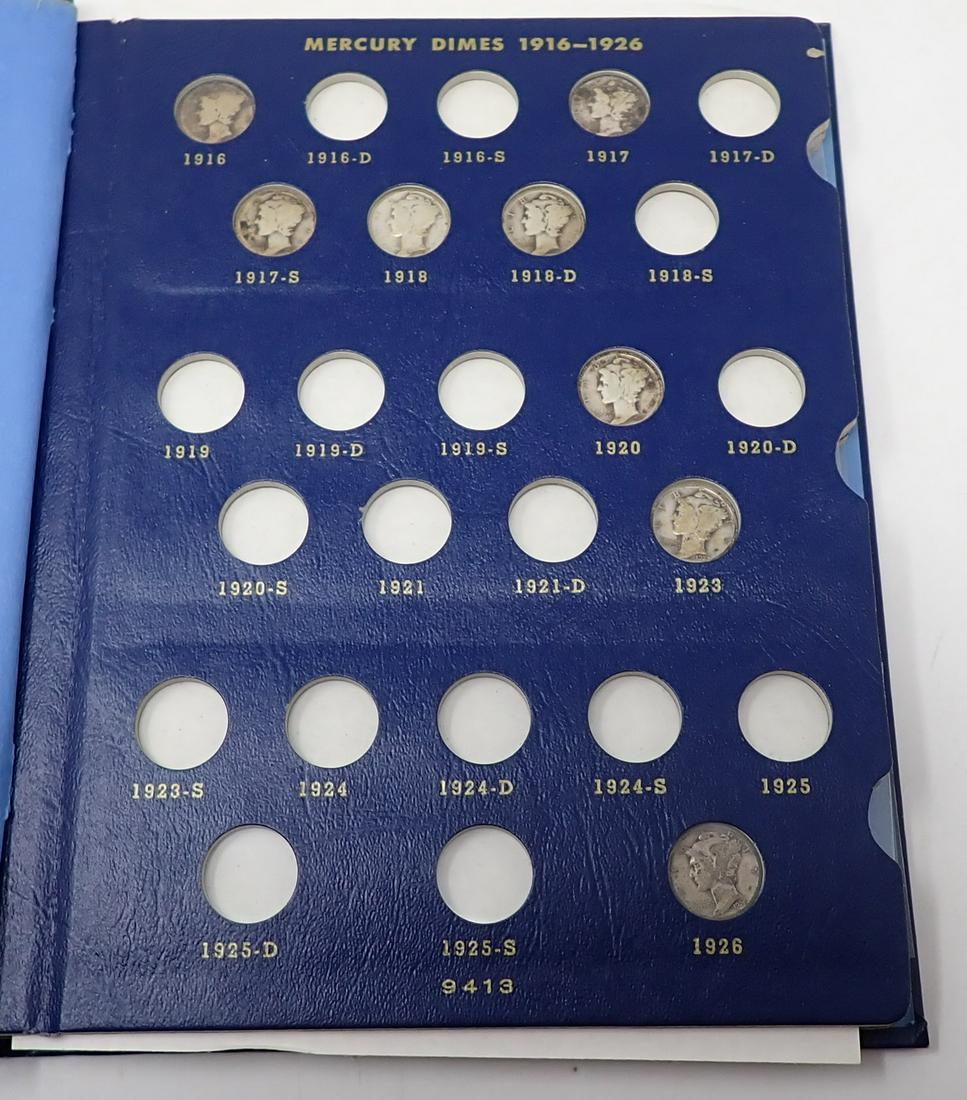 MERCURY DIMES 1916–1926
1916 1916-D 1916-S 1917 1917-D
1917-S 1918 1918-D 1918-S
1919 1919-D 1919-S 1920 1920-D
1920-S 1921 1921-D 1923
1923-S 1924 1924-D 1924-S 1925
1925-D 1925-S 1926
9413